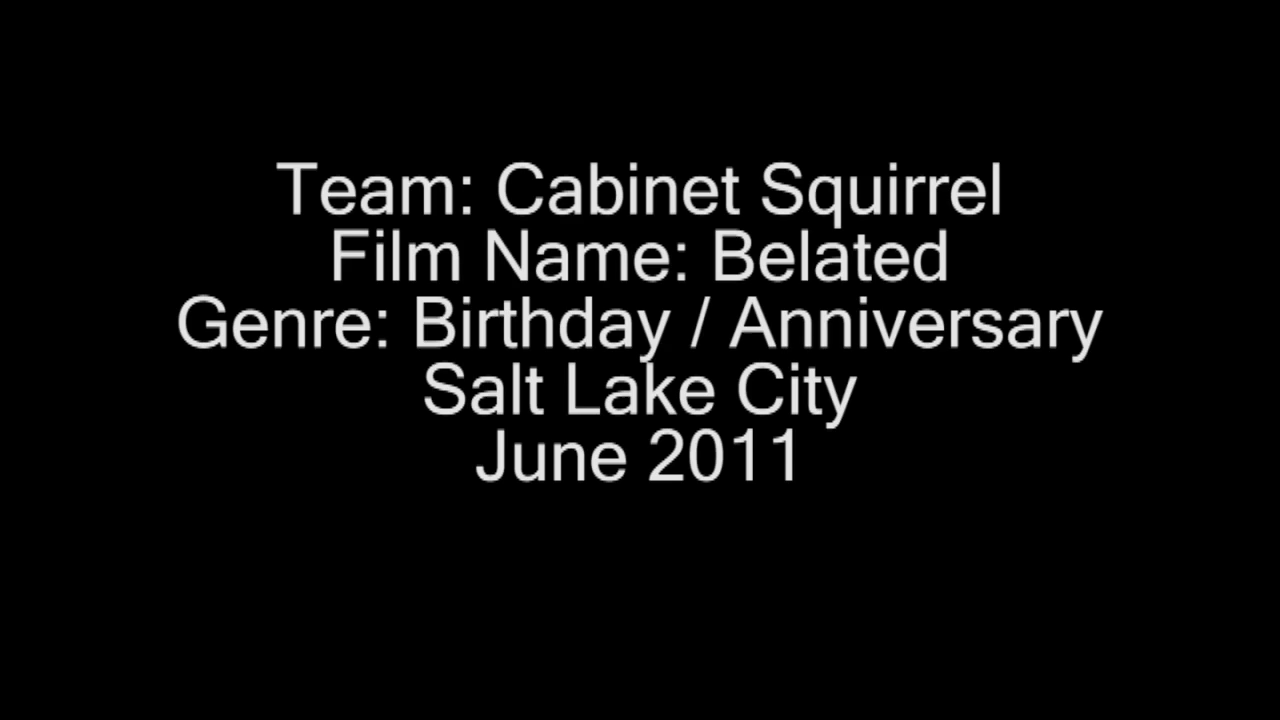 Team: Cabinet Squirrel
Film Name: Belated
Genre: Birthday / Anniversary
Salt Lake City
June 2011